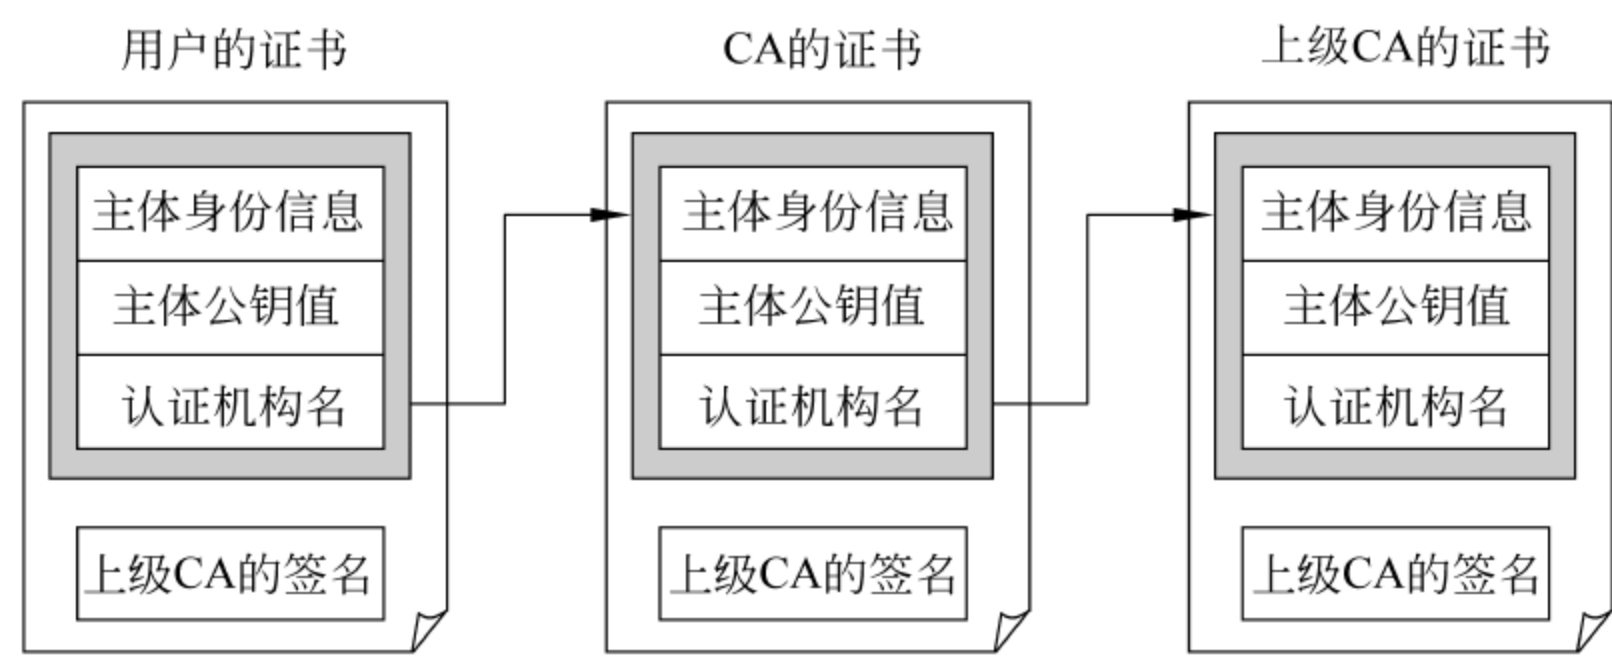 用户的证书
主体身份信息
主体公钥值
认证机构名
上级CA的签名
CA的证书
主体身份信息
主体公钥值
认证机构名
上级CA的签名
上级CA的证书
主体身份信息
主体公钥值
认证机构名
上级CA的签名